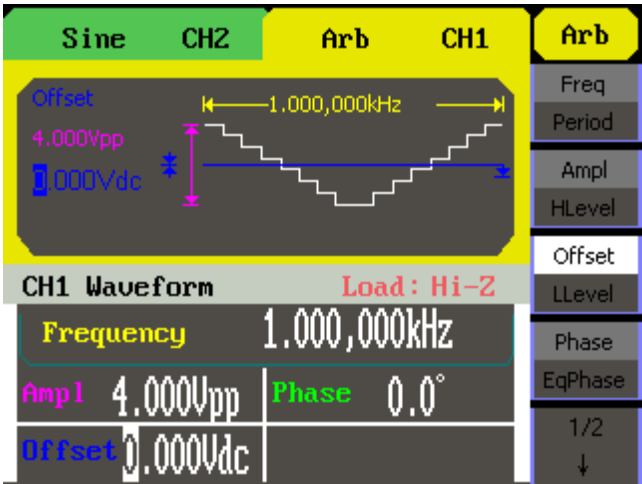 Sine CH2 Arb CH1 Arb
Offset
1.000,000kHz
4.000Vpp
0.000Vdc
CH1 Waveform Load: Hi-Z
Frequency 1.000,000kHz
Ampl 4.000Vpp Phase 0.0°
Offset 0.000Vdc
Freq
Period
Ampl
HLevel
Offset
LLevel
Phase
EqPhase
1/2
↓